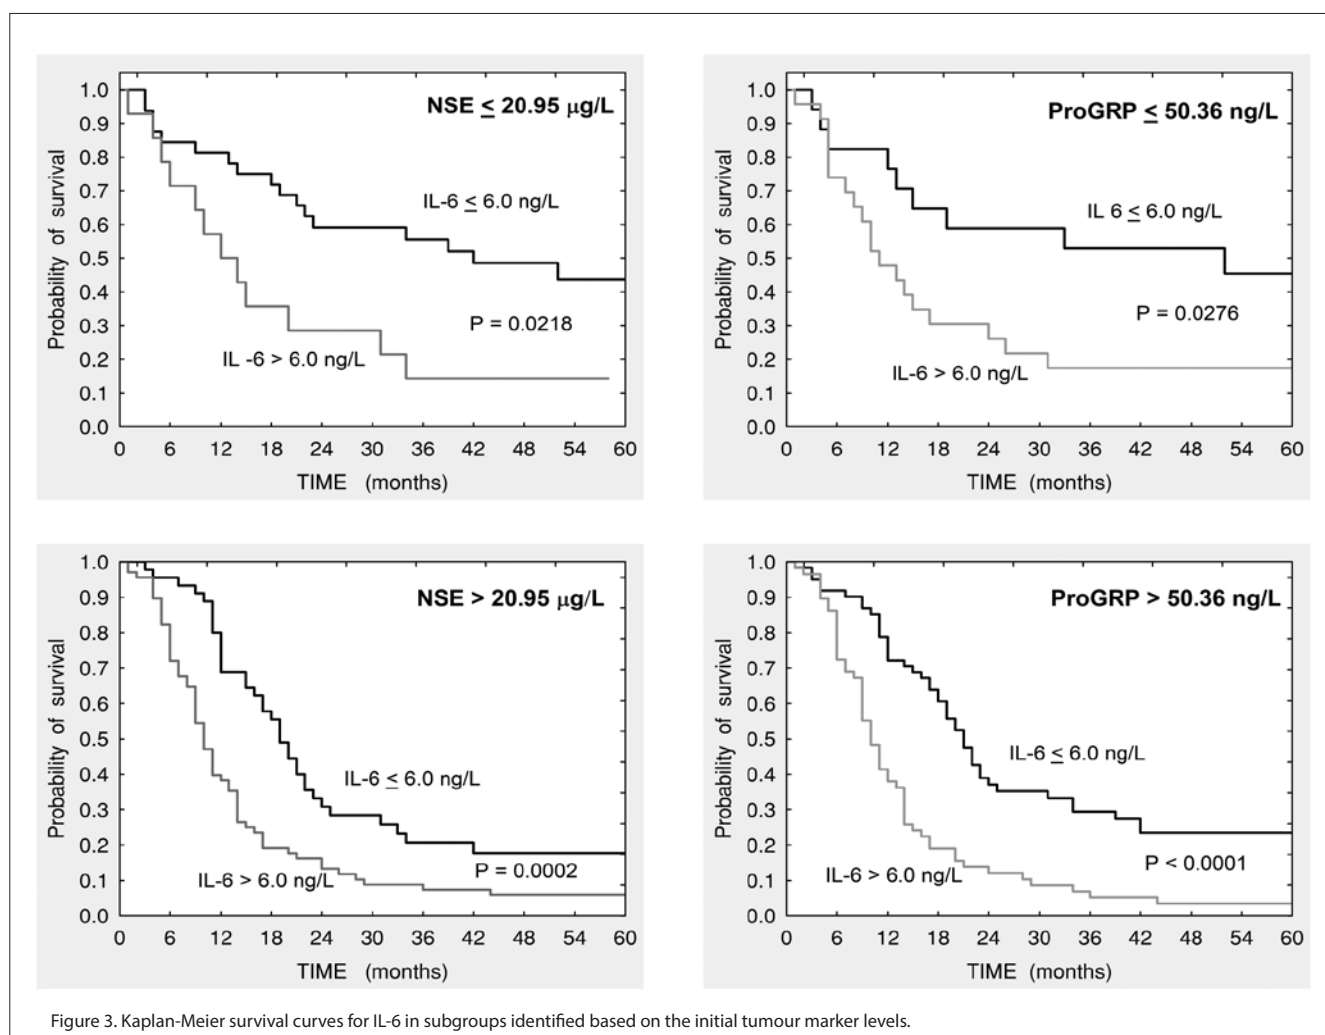 NSE ≤ 20.95 μg/L
Probability of survival
1.0
0.9
0.8
0.7
0.6
0.5
0.4
0.3
0.2
0.1
0.0
IL-6 ≤ 6.0 ng/L
P = 0.0218
IL -6 > 6.0 ng/L
0 6 12 18 24 30 36 42 48 54 60
TIME (months)
ProGRP ≤ 50.36 ng/L
Probability of survival
1.0
0.9
0.8
0.7
0.6
0.5
0.4
0.3
0.2
0.1
0.0
IL 6 ≤ 6.0 ng/L
P = 0.0276
IL-6 > 6.0 ng/L
0 6 12 18 24 30 36 42 48 54 60
TIME (months)
NSE > 20.95 μg/L
Probability of survival
1.0
0.9
0.8
0.7
0.6
0.5
0.4
0.3
0.2
0.1
0.0
IL-6 ≤ 6.0 ng/L
P = 0.0002
IL-6 > 6.0 ng/L
0 6 12 18 24 30 36 42 48 54 60
TIME (months)
ProGRP > 50.36 ng/L
Probability of survival
1.0
0.9
0.8
0.7
0.6
0.5
0.4
0.3
0.2
0.1
0.0
IL-6 ≤ 6.0 ng/L
P < 0.0001
IL-6 > 6.0 ng/L
0 6 12 18 24 30 36 42 48 54 60
TIME (months)
Figure 3. Kaplan-Meier survival curves for IL-6 in subgroups identified based on the initial tumour marker levels.